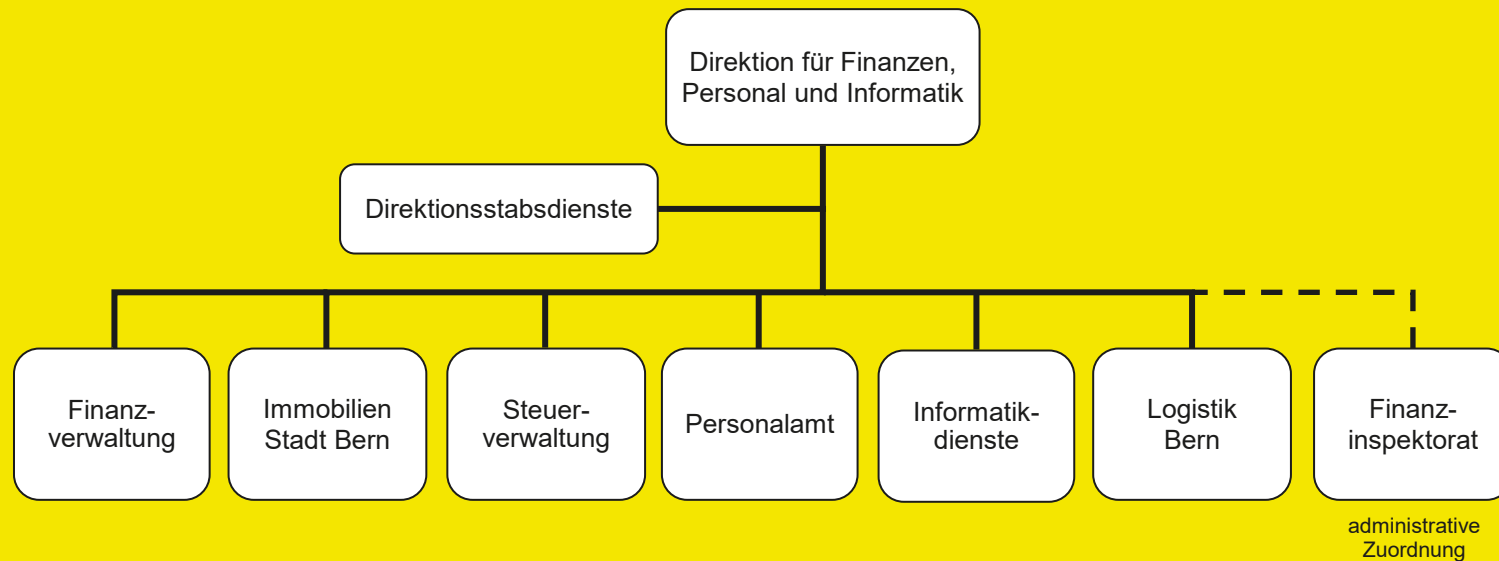 Direktion für Finanzen,
Personal und Informatik
Direktionsstabsdienste
Finanz-
verwaltung
Immobilien
Stadt Bern
Steuer-
verwaltung
Personalamt
Informatik-
dienste
Logistik
Bern
Finanz-
inspektorat
administrative
Zuordnung